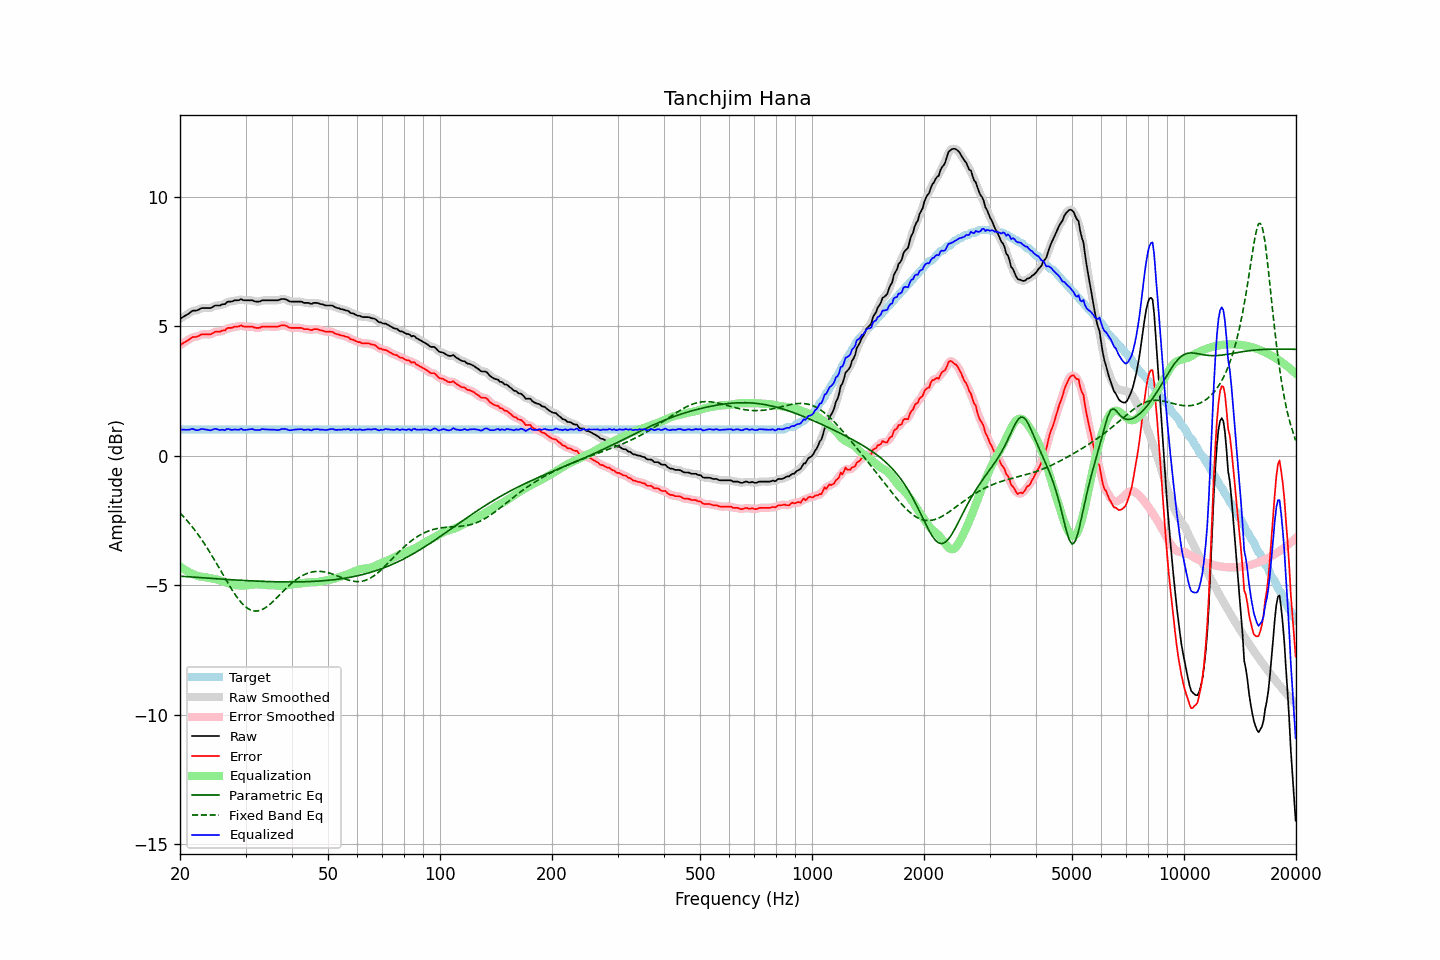 Tanchjim Hana
Amplitude (dBr)
10
5
0
−5
−10
−15
Target
Raw Smoothed
Error Smoothed
Raw
Error
Equalization
Parametric Eq
Fixed Band Eq
Equalized
20 50 100 200 500 1000 2000 5000 10000 20000
Frequency (Hz)